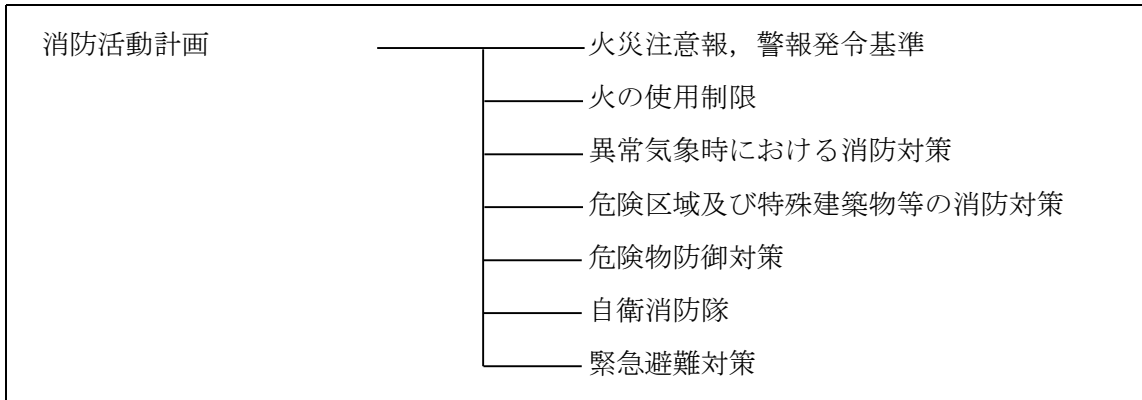 消防活動計画
火災注意報，警報発令基準
火の使用制限
異常気象時における消防対策
危険区域及び特殊建築物等の消防対策
危険物防御対策
自衛消防隊
緊急避難対策